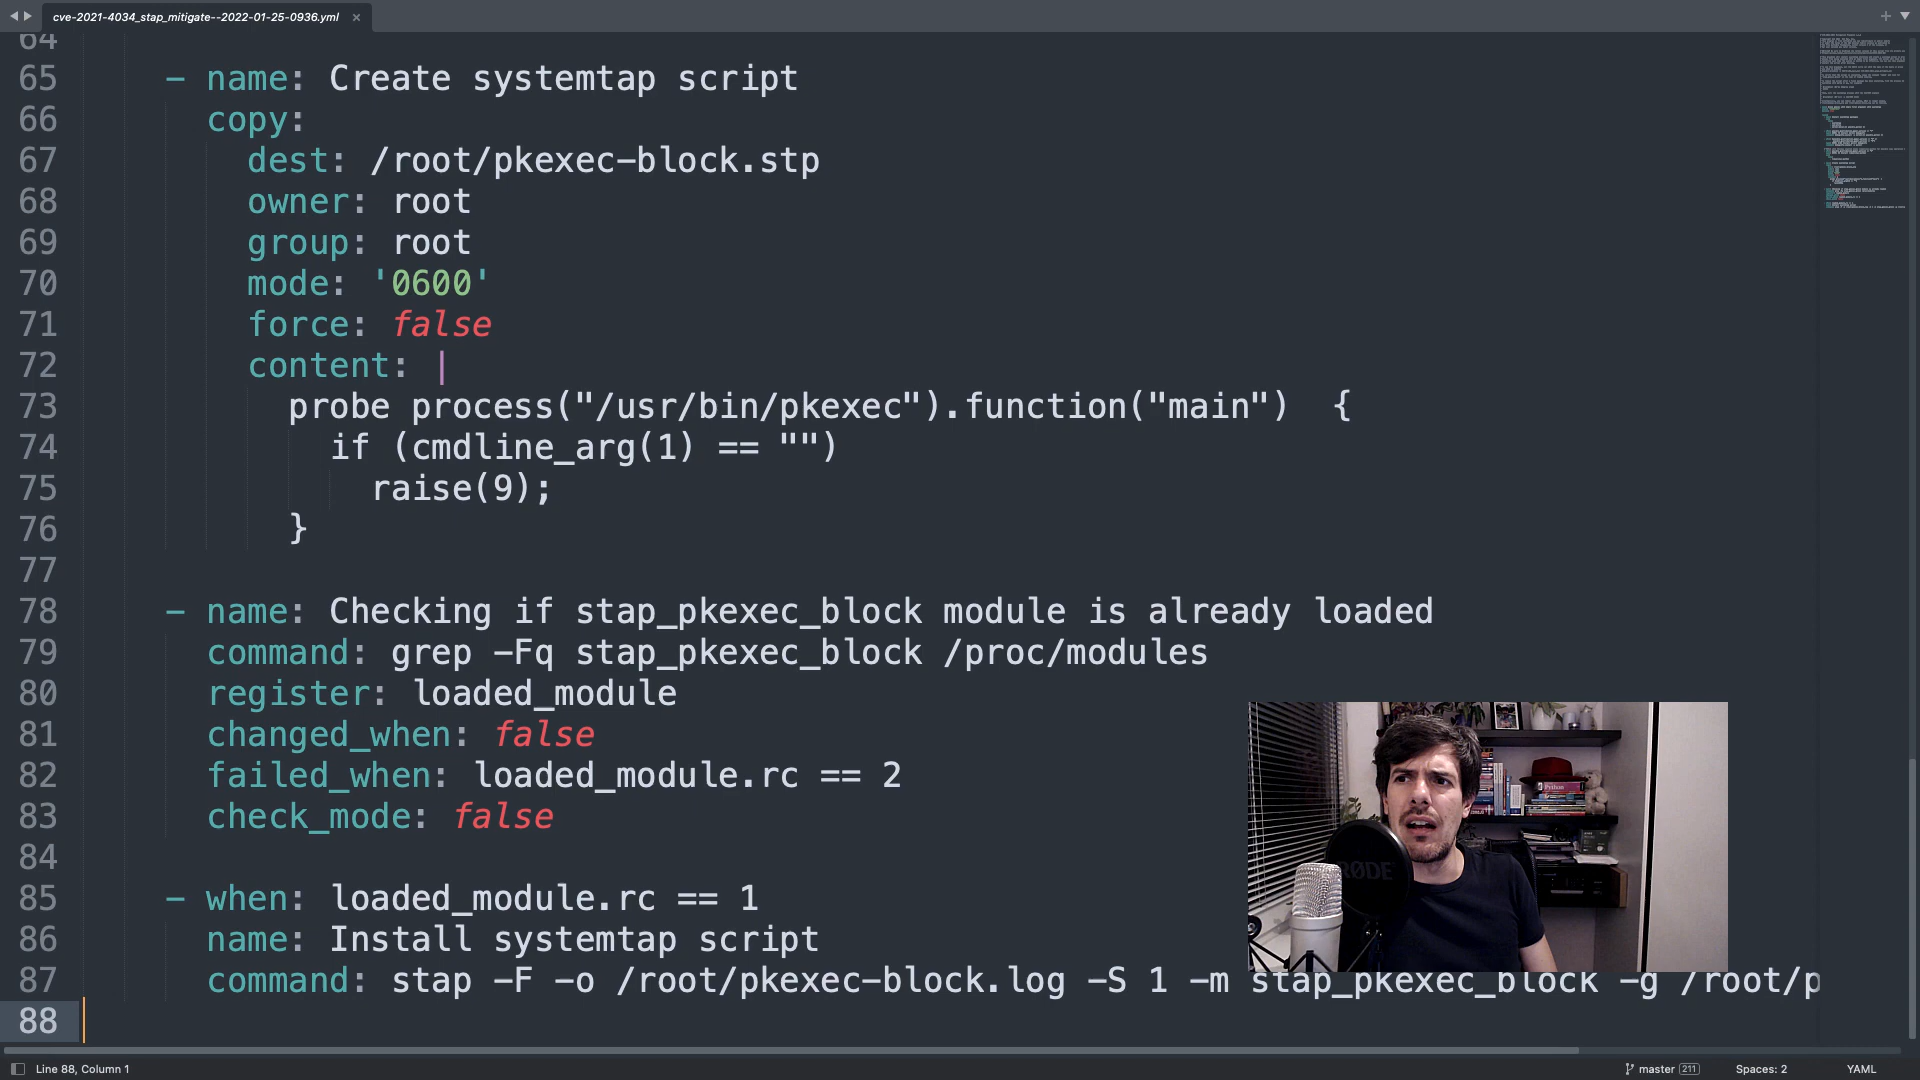 cve-2021-4034_stap_mitigate--2022-01-25-0936.yml
64
65 - name: Create systemtap script
66 copy:
67 dest: /root/pkexec-block.stp
68 owner: root
69 group: root
70 mode: '0600'
71 force: false
72 content: |
73 probe process("/usr/bin/pkexec").function("main")  {
74 if (cmdline_arg(1) == "")
75 raise(9);
76 }
77
78 - name: Checking if stap_pkexec_block module is already loaded
79 command: grep -Fq stap_pkexec_block /proc/modules
80 register: loaded_module
81 changed_when: false
82 failed_when: loaded_module.rc == 2
83 check_mode: false
84
85 - when: loaded_module.rc == 1
86 name: Install systemtap script
87 command: stap -F -o /root/pkexec-block.log -S 1 -m stap_pkexec_block -g /root/p
88
Python
RØDE
Line 88, Column 1
master 211
Spaces: 2
YAML